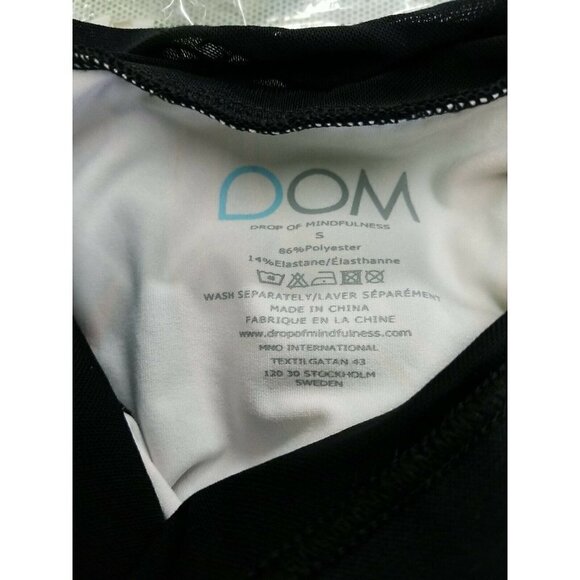 DOM
DROP OF MINDFULNESS
S
86%Polyester
14%Elastane/Élasthanne
WASH SEPARATELY/LAVER SÉPARÉMENT
MADE IN CHINA
FABRIQUE EN LA CHINE
www.dropofmindfulness.com
MNO INTERNATIONAL
TEXTILGATAN 43
120 30 STOCKHOLM
SWEDEN